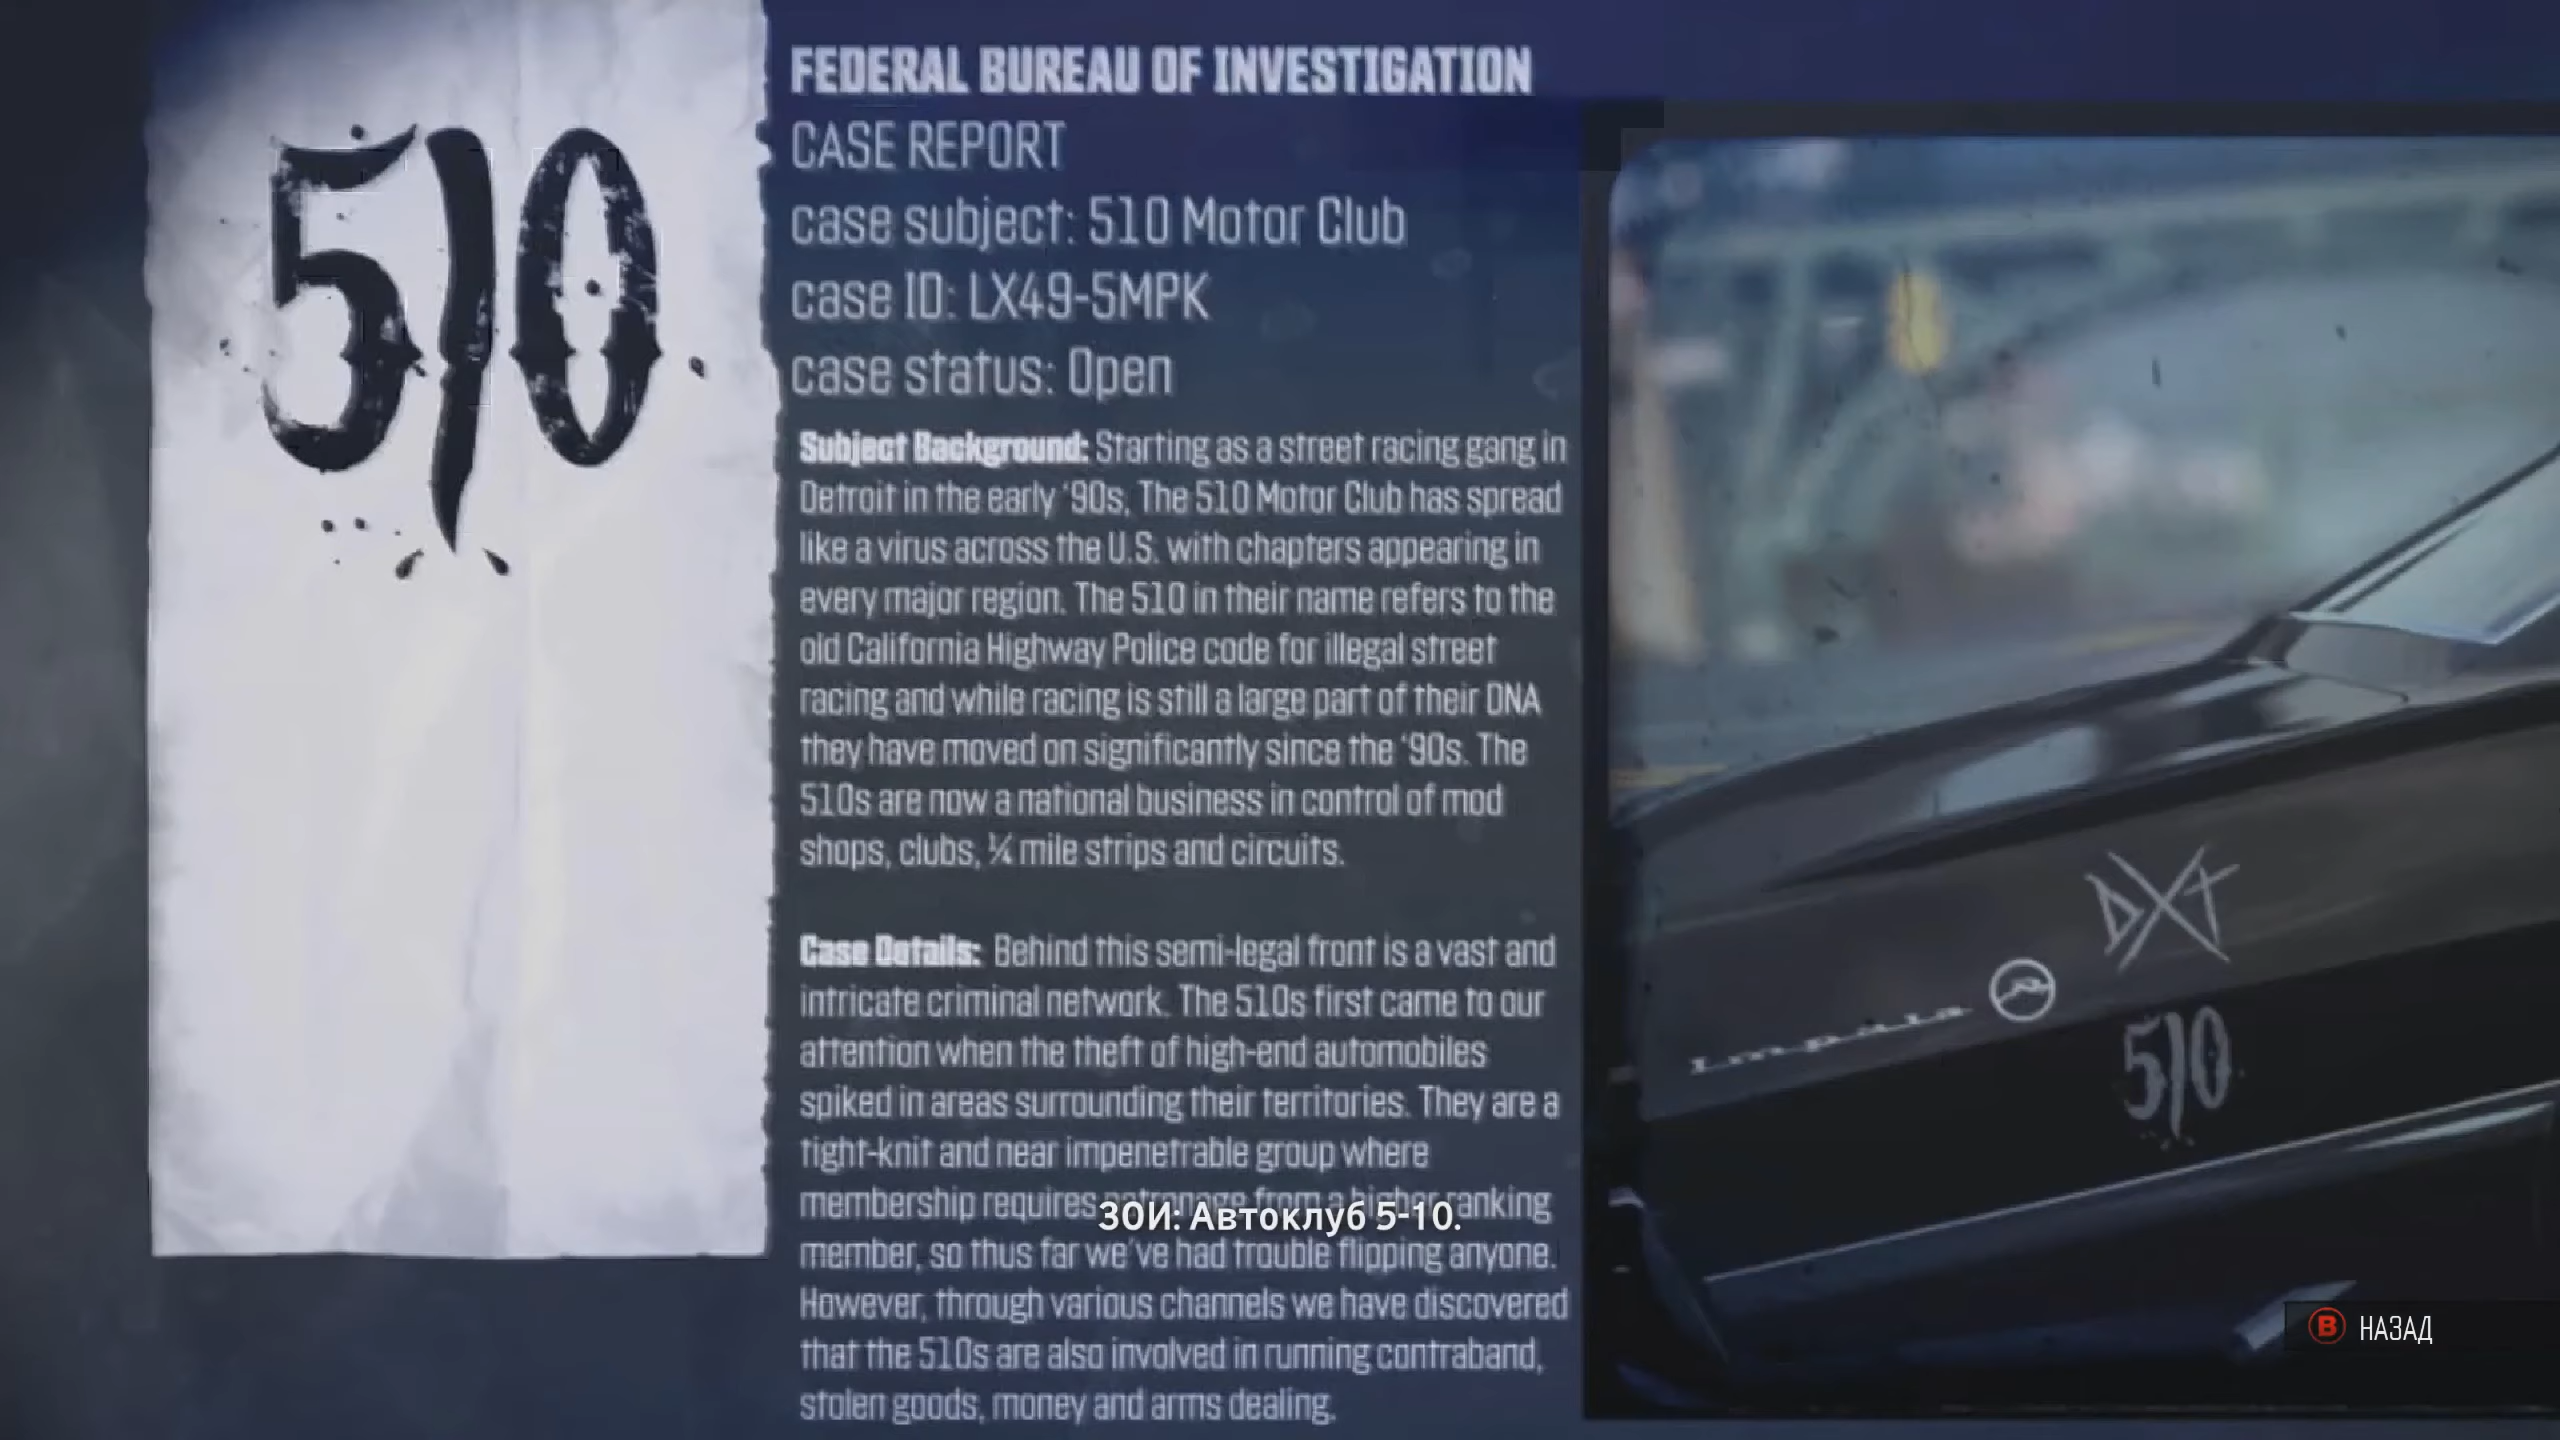 510
FEDERAL BUREAU OF INVESTIGATION
CASE REPORT
case subject: 510 Motor Club
case ID: LX49-5MPK
case status: Open
Subject Background: Starting as a street racing gang in
Detroit in the early ‘90s, The 510 Motor Club has spread
like a virus across the U.S. with chapters appearing in
every major region. The 510 in their name refers to the
old California Highway Police code for illegal street
racing and while racing is still a large part of their DNA
they have moved on significantly since the ‘90s. The
510s are now a national business in control of mod
shops, clubs, ¼ mile strips and circuits.
Case Details: Behind this semi-legal front is a vast and
intricate criminal network. The 510s first came to our
attention when the theft of high-end automobiles
spiked in areas surrounding their territories. They are a
tight-knit and near impenetrable group where
membership requires patronage from a higher ranking
ЗОИ: Автоклуб 5-10.
member, so thus far we’ve had trouble flipping anyone.
However, through various channels we have discovered
that the 510s are also involved in running contraband,
stolen goods, money and arms dealing.
DXT
Impala
510
B НАЗАД